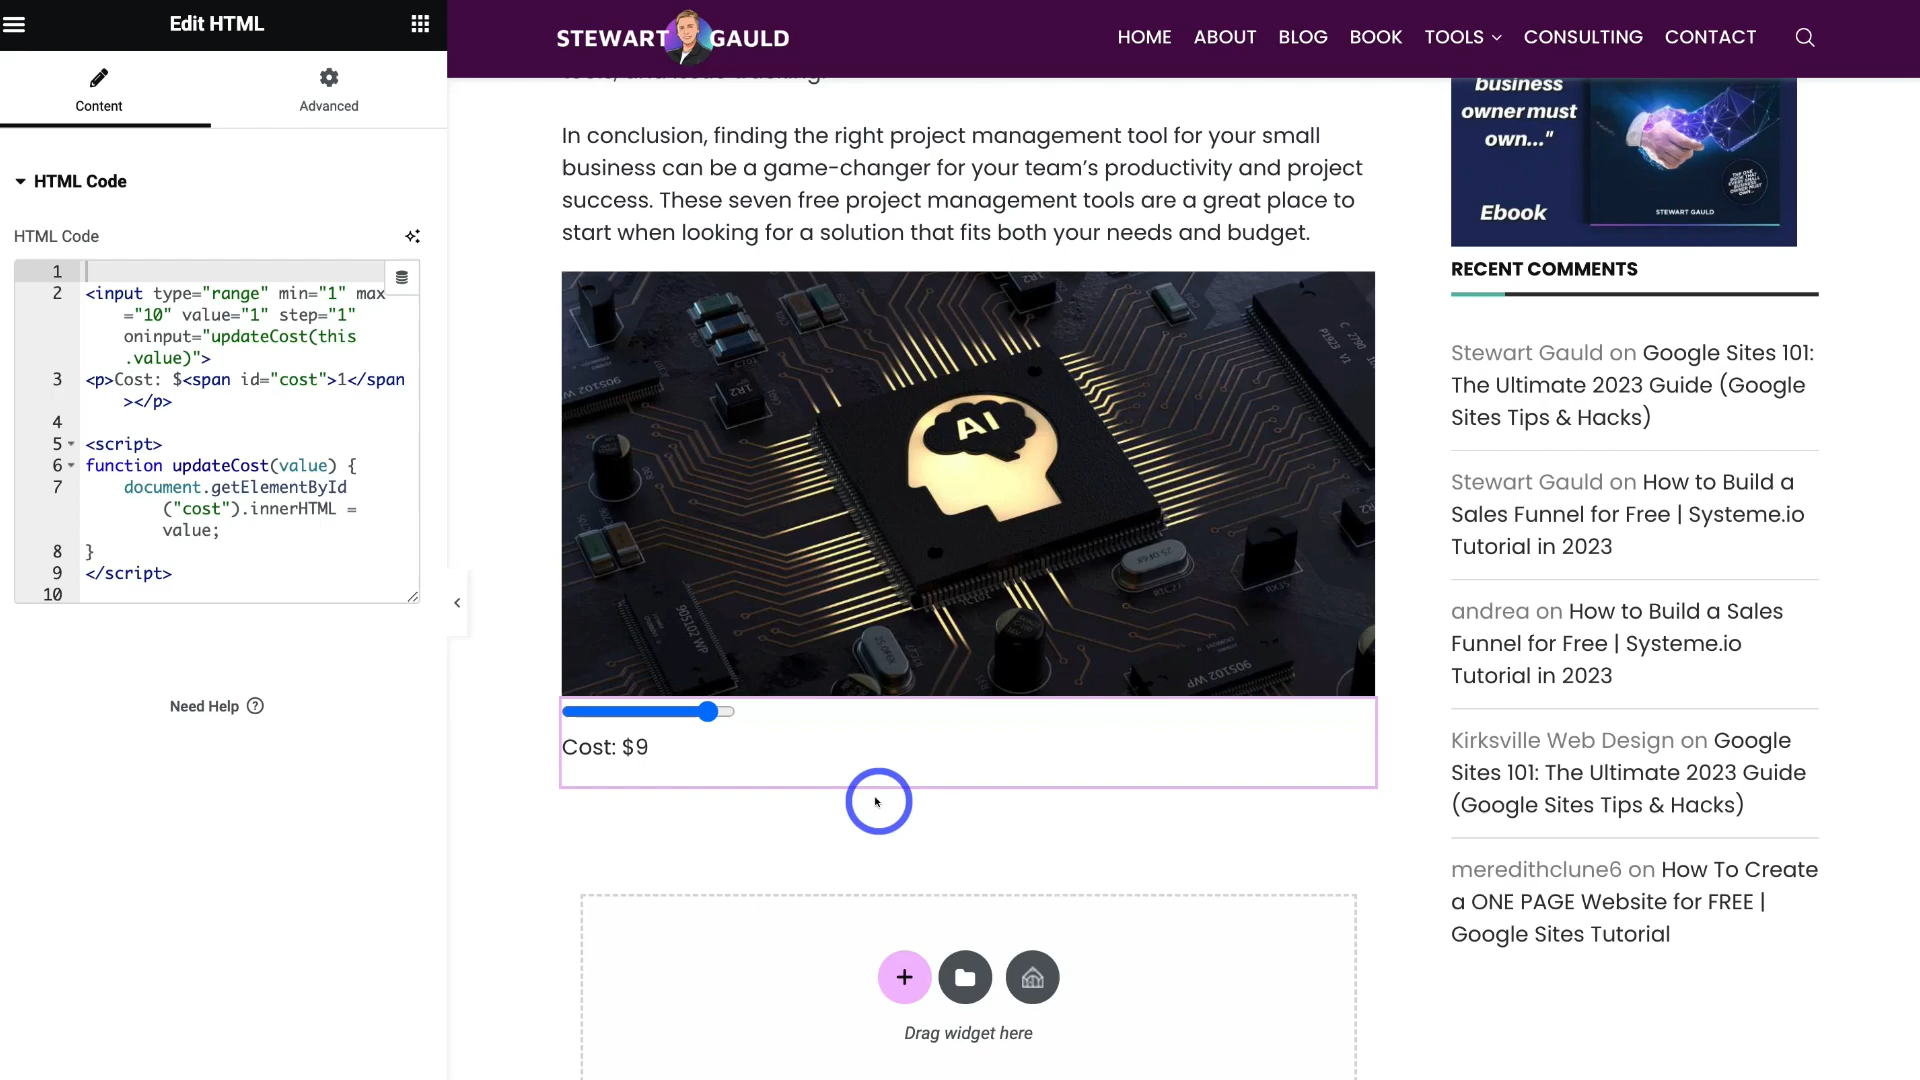 Edit HTML
Content
Advanced
HTML Code
HTML Code
1
2 <input type="range" min="1" max
="10" value="1" step="1"
oninput="updateCost(this
.value)">
3 <p>Cost: $<span id="cost">1</span
></p>
4
5 <script>
6 function updateCost(value) {
7 document.getElementById
("cost").innerHTML =
value;
8 }
9 </script>
10
Need Help ?
STEWART GAULD
HOME ABOUT BLOG BOOK TOOLS CONSULTING CONTACT
In conclusion, finding the right project management tool for your small
business can be a game-changer for your team's productivity and project
success. These seven free project management tools are a great place to
start when looking for a solution that fits both your needs and budget.
AI
Cost: $9
Drag widget here
business
owner must
own..."
Ebook
STEWART GAULD
RECENT COMMENTS
Stewart Gauld on Google Sites 101:
The Ultimate 2023 Guide (Google
Sites Tips & Hacks)
Stewart Gauld on How to Build a
Sales Funnel for Free | Systeme.io
Tutorial in 2023
andrea on How to Build a Sales
Funnel for Free | Systeme.io
Tutorial in 2023
Kirksville Web Design on Google
Sites 101: The Ultimate 2023 Guide
(Google Sites Tips & Hacks)
meredithclune6 on How To Create
a ONE PAGE Website for FREE |
Google Sites Tutorial